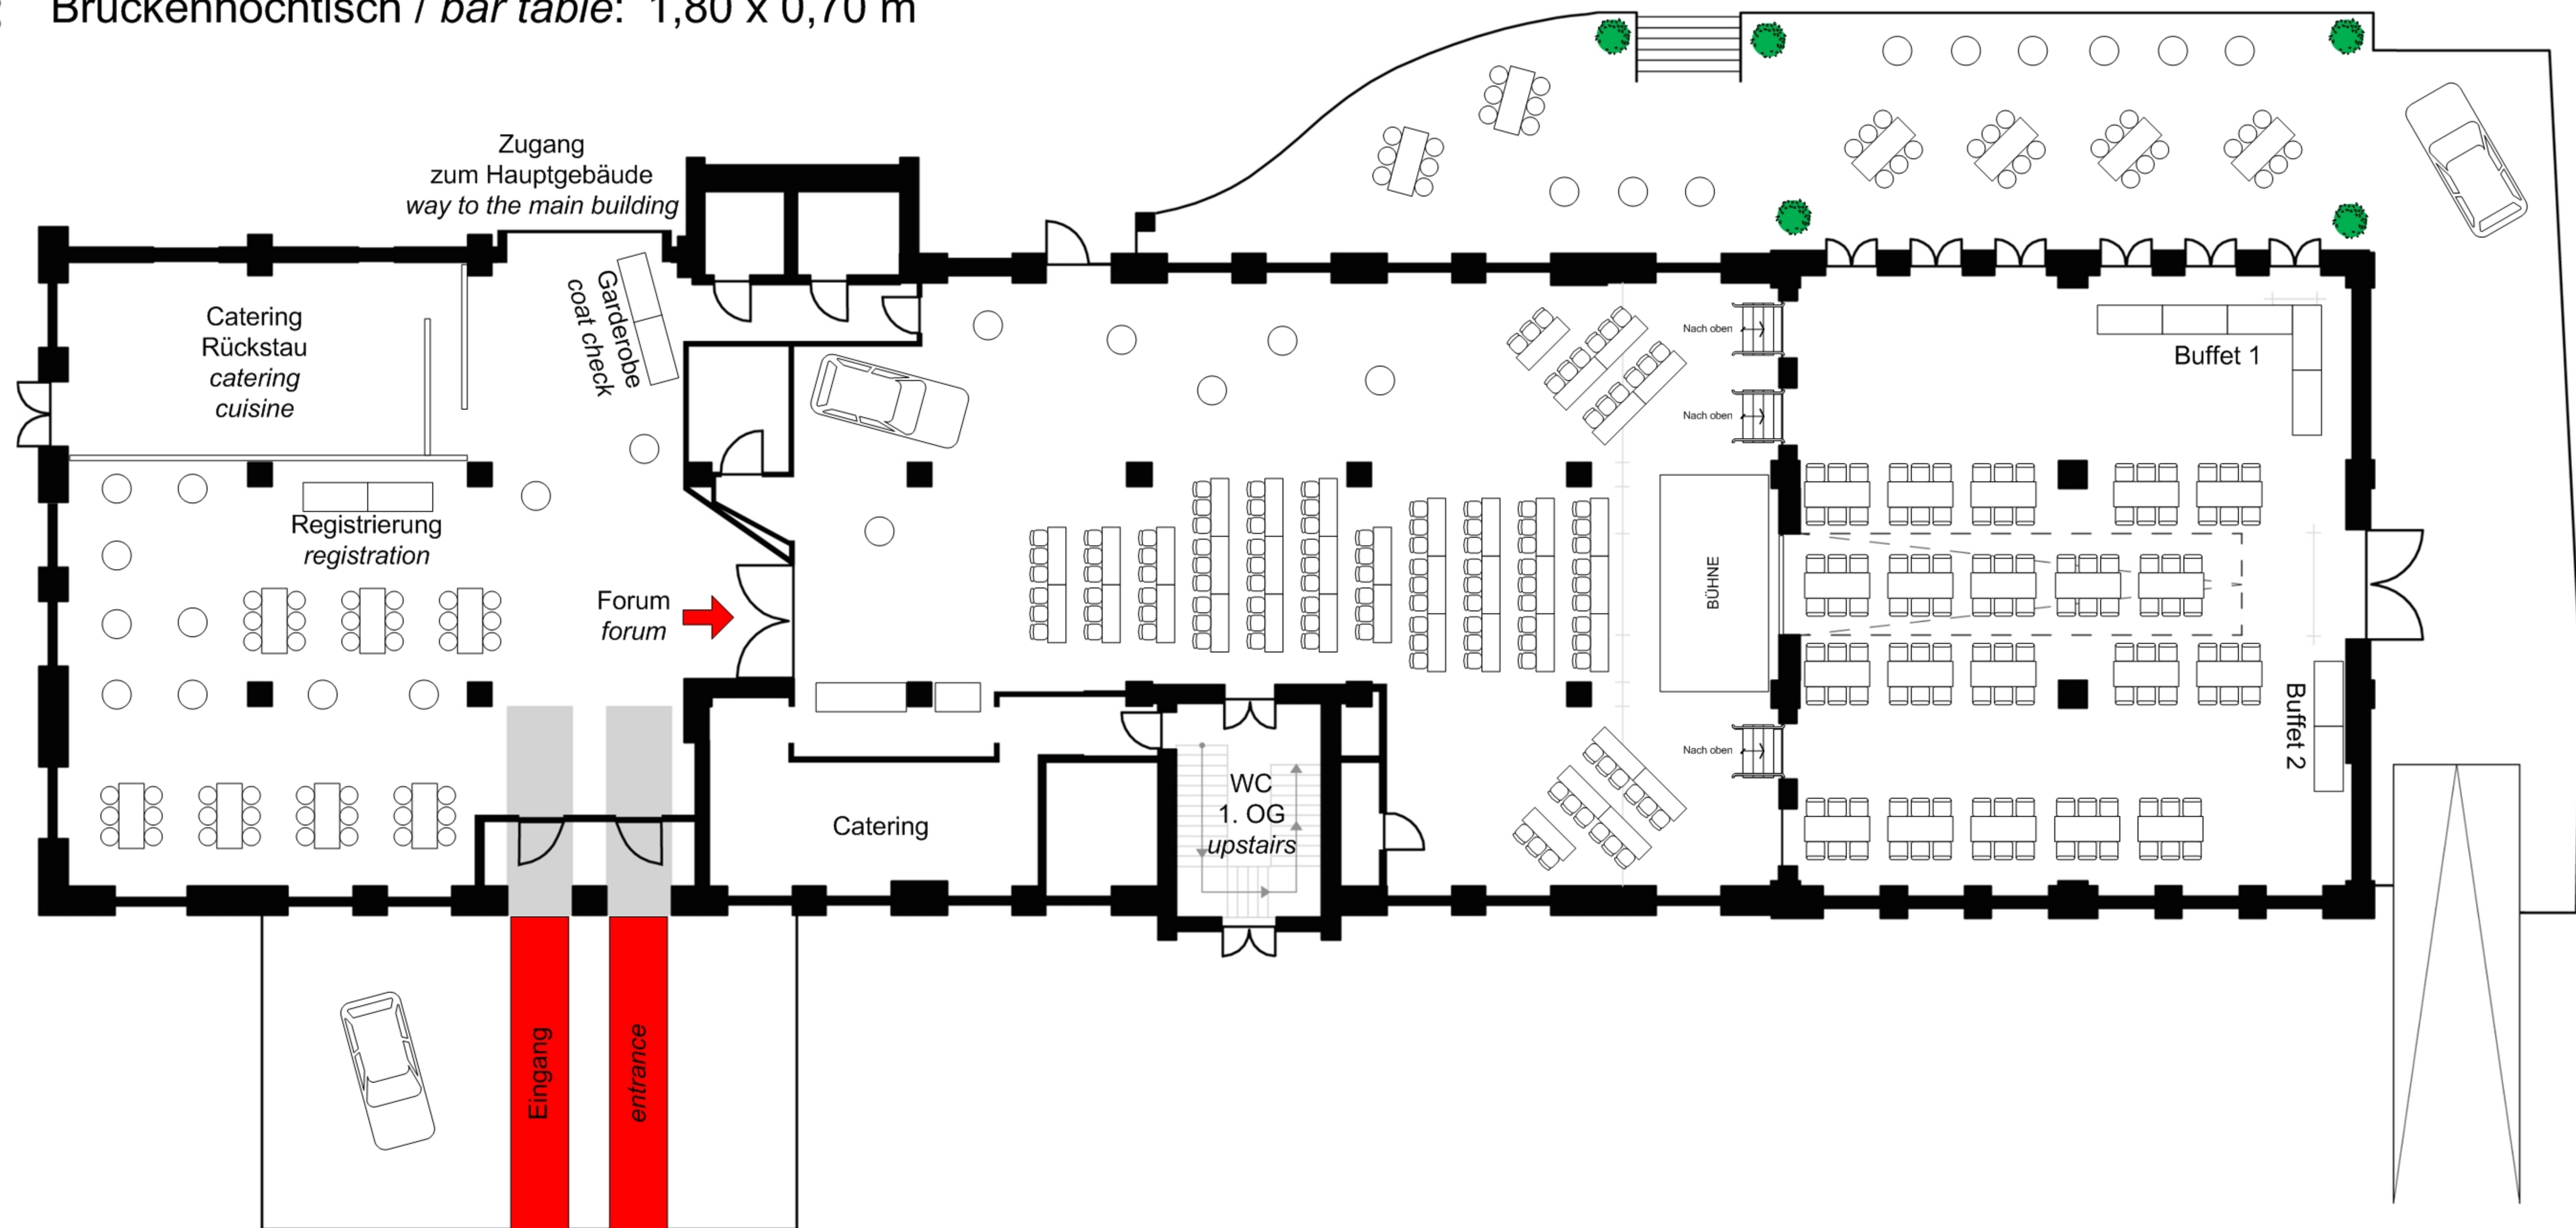 Brückenhochtisch / bar table: 1,80 x 0,70 m
Zugang
zum Hauptgebäude
way to the main building
Garderobe
coat check
Catering
Rückstau
catering
cuisine
Registrierung
registration
Forum
forum
Nach oben
Nach oben
Nach oben
BÜHNE
Buffet 1
Buffet 2
Catering
WC
1. OG
upstairs
Eingang
entrance